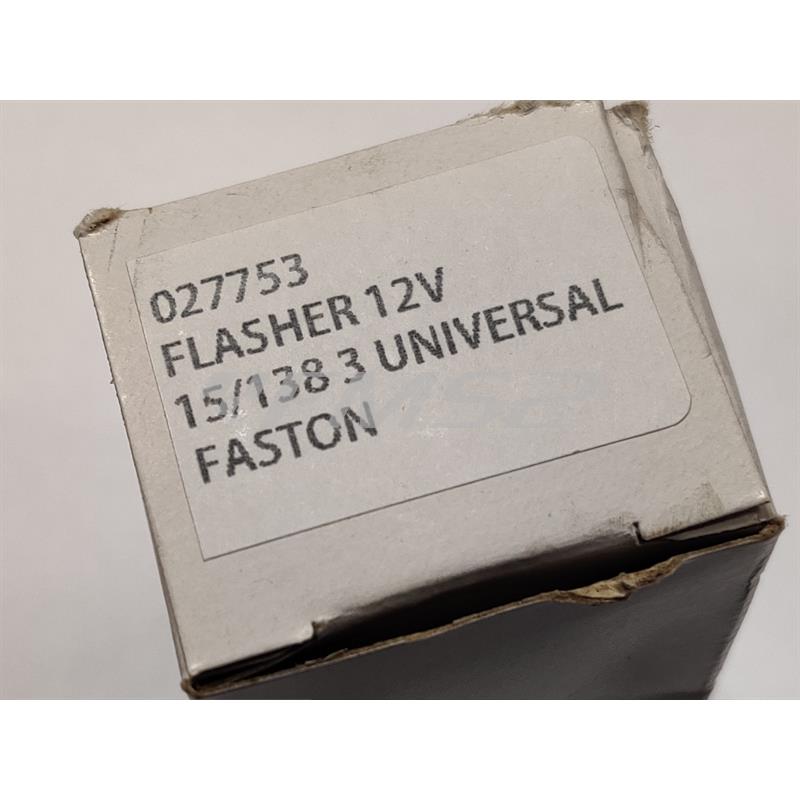 027753
FLASHER 12V
15/138 3 UNIVERSAL
FASTON